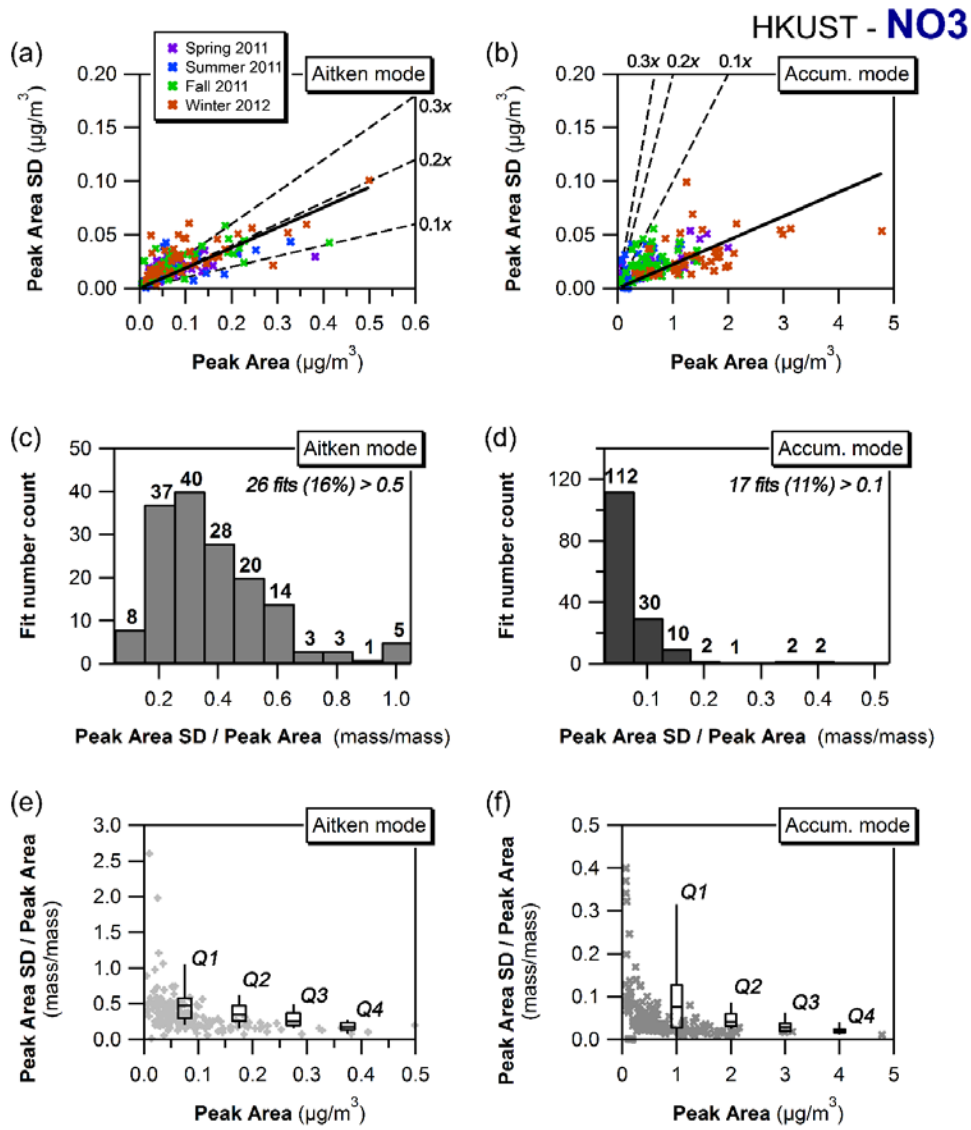 HKUST - NO3
(a)
Spring 2011
Summer 2011
Fall 2011
Winter 2012
Aitken mode
0.20
0.15
0.10
0.05
0.00
Peak Area SD (µg/m³)
0.3x
0.2x
0.1x
0.0 0.1 0.2 0.3 0.4 0.5 0.6
Peak Area (µg/m³)
(b)
Accum. mode
0.3x 0.2x 0.1x
0.20
0.15
0.10
0.05
0.00
Peak Area SD (µg/m³)
0 1 2 3 4 5
Peak Area (µg/m³)
(c)
Aitken mode
26 fits (16%) > 0.5
50
40
30
20
10
0
Fit number count
8 37 40 28 20 14 3 3 1 5
0.2 0.4 0.6 0.8 1.0
Peak Area SD / Peak Area (mass/mass)
(d)
Accum. mode
17 fits (11%) > 0.1
120
80
40
0
Fit number count
112 30 10 2 1 2 2
0.1 0.2 0.3 0.4 0.5
Peak Area SD / Peak Area (mass/mass)
(e)
Aitken mode
3.0
2.5
2.0
1.5
1.0
0.5
0.0
Peak Area SD / Peak Area
(mass/mass)
Q1 Q2 Q3 Q4
0.0 0.1 0.2 0.3 0.4 0.5
Peak Area (µg/m³)
(f)
Accum. mode
0.5
0.4
0.3
0.2
0.1
0.0
Peak Area SD / Peak Area
(mass/mass)
Q1 Q2 Q3 Q4
0 1 2 3 4 5
Peak Area (µg/m³)